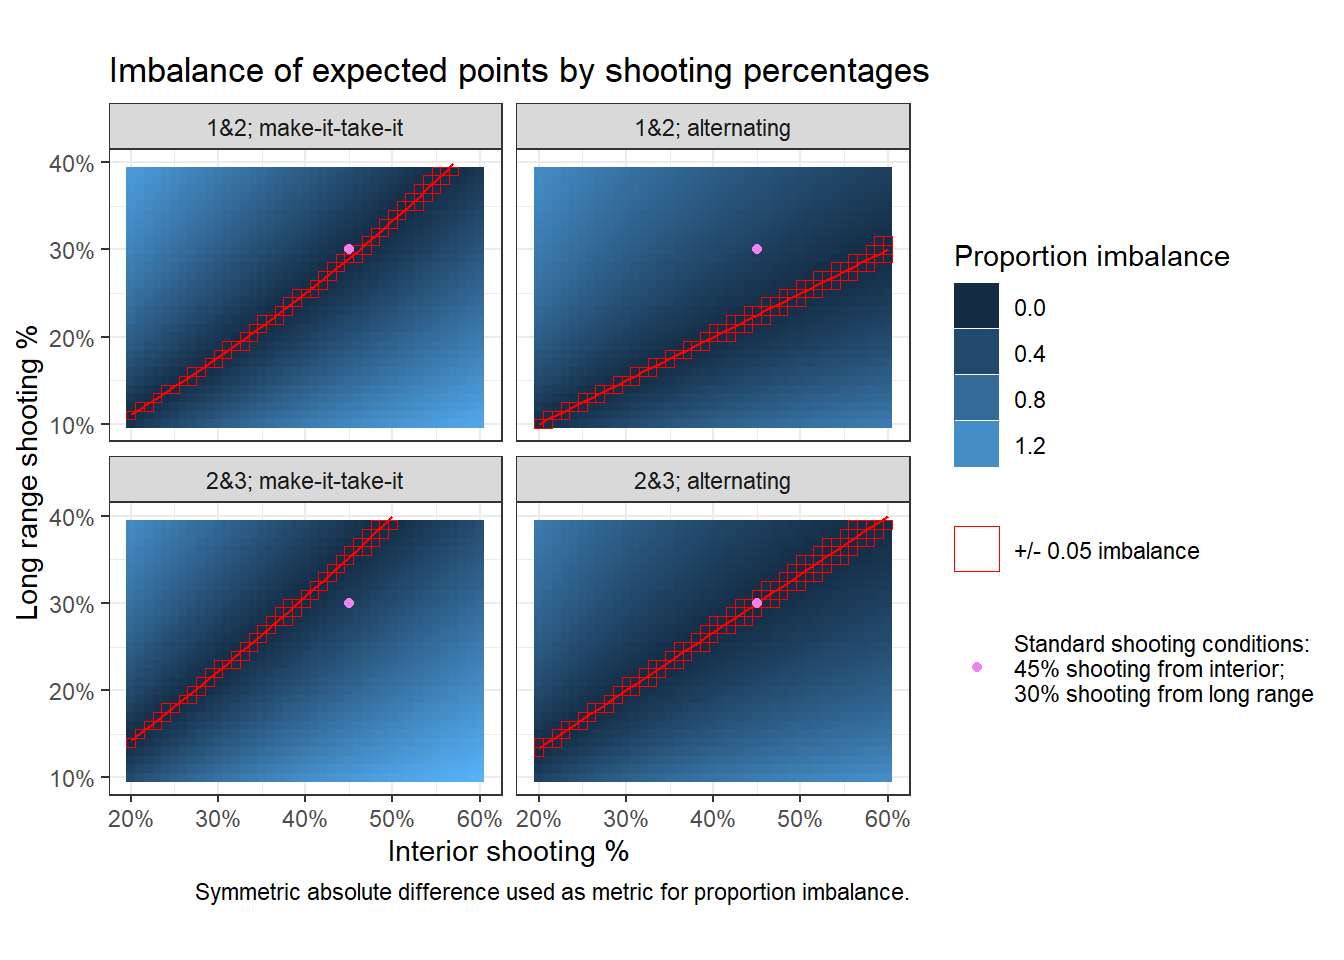 Imbalance of expected points by shooting percentages
1&2; make-it-take-it
1&2; alternating
40%
30%
20%
10%
2&3; make-it-take-it
2&3; alternating
40%
30%
20%
10%
Long range shooting %
20%
30%
40%
50%
60%
20%
30%
40%
50%
60%
Interior shooting %
Symmetric absolute difference used as metric for proportion imbalance.
Proportion imbalance
0.0
0.4
0.8
1.2
+/- 0.05 imbalance
Standard shooting conditions:
45% shooting from interior;
30% shooting from long range